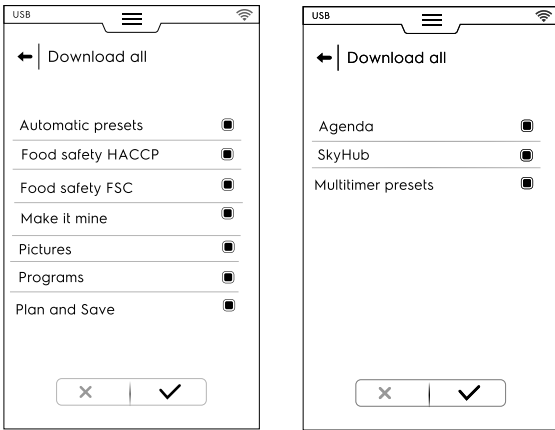 USB
Download all
Automatic presets
Food safety HACCP
Food safety FSC
Make it mine
Pictures
Programs
Plan and Save
USB
Download all
Agenda
SkyHub
Multitimer presets